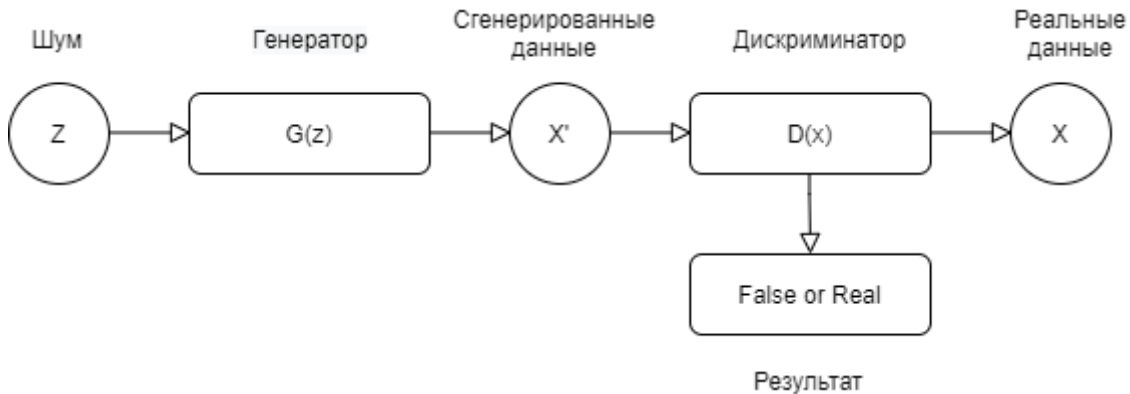 Шум
Генератор
Сгенерированные
данные
Дискриминатор
Реальные
данные
Z
G(z)
X'
D(x)
X
False or Real
Результат